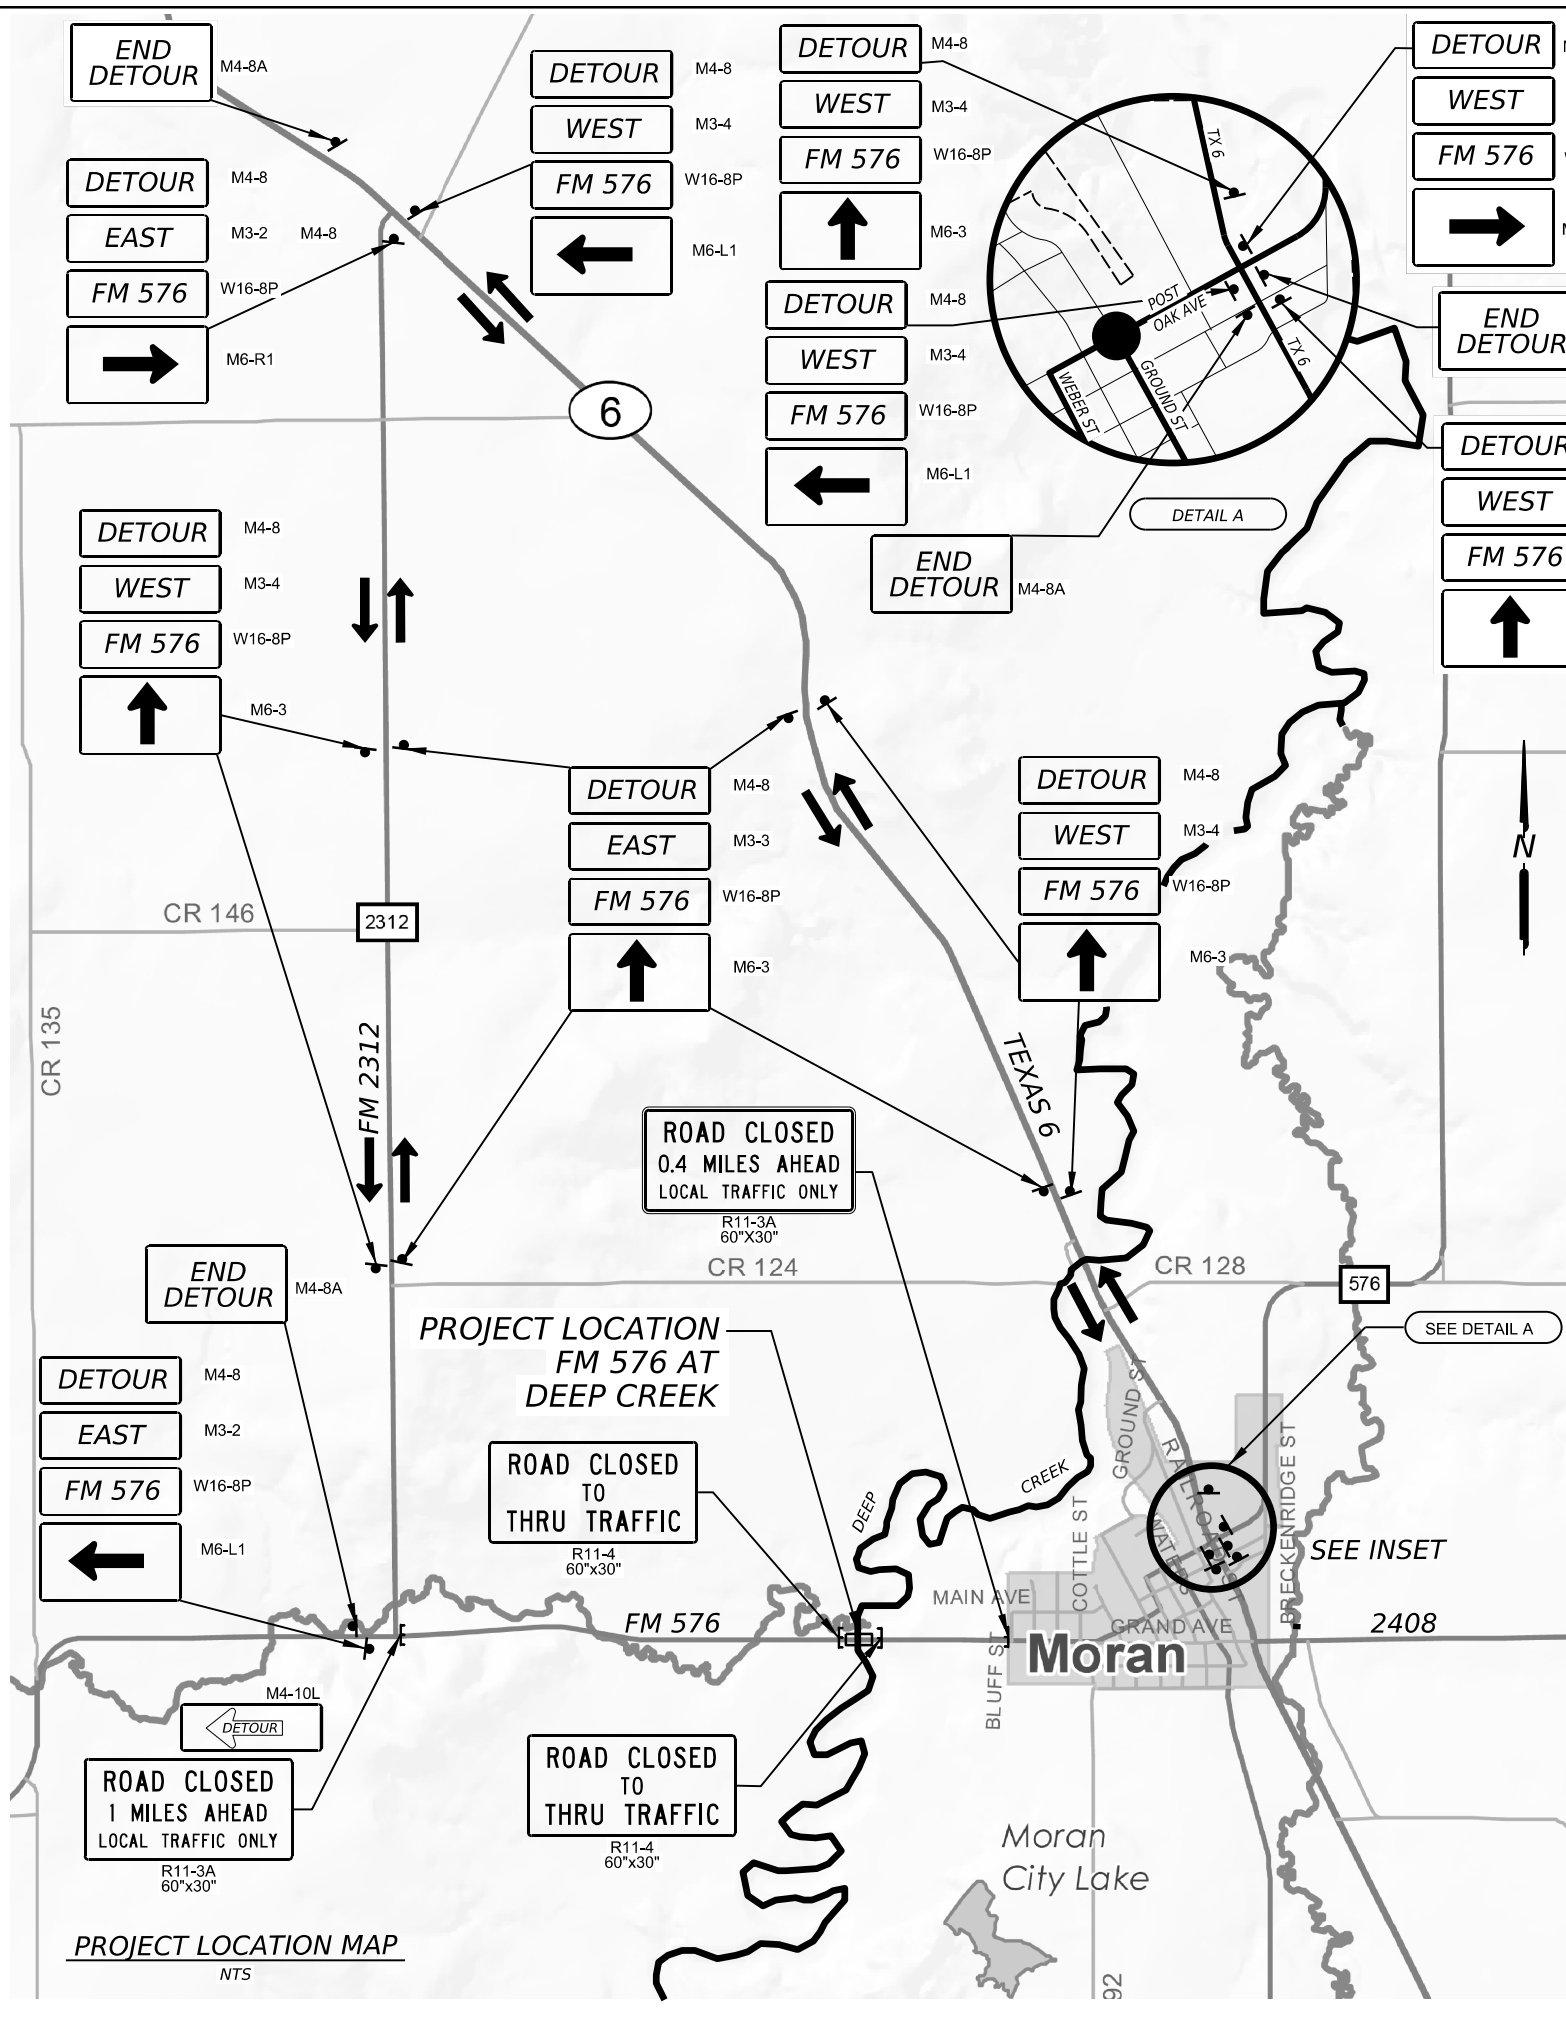 END
DETOUR
M4-8A
DETOUR
M4-8
EAST
M3-2
M4-8
FM 576
W16-8P
M6-R1
DETOUR
M4-8
WEST
M3-4
FM 576
W16-8P
M6-L1
DETOUR
M4-8
WEST
M3-4
FM 576
W16-8P
M6-3
DETOUR
M4-8
WEST
M3-4
FM 576
W16-8P
M6-L1
END
DETOUR
M4-8A
TX 6
POST
OAK AVE
WEBER ST
GROUND ST
TX 6
DETAIL A
DETOUR
WEST
FM 576
END
DETOUR
DETOUR
WEST
FM 576
6
DETOUR
M4-8
WEST
M3-4
FM 576
W16-8P
M6-3
DETOUR
M4-8
EAST
M3-3
FM 576
W16-8P
M6-3
DETOUR
M4-8
WEST
M3-4
FM 576
W16-8P
M6-3
N
CR 146
2312
CR 135
FM 2312
TEXAS 6
ROAD CLOSED
0.4 MILES AHEAD
LOCAL TRAFFIC ONLY
R11-3A
60"X30"
CR 124
CR 128
576
SEE DETAIL A
END
DETOUR
M4-8A
PROJECT LOCATION
FM 576 AT
DEEP CREEK
DETOUR
M4-8
EAST
M3-2
FM 576
W16-8P
M6-L1
ROAD CLOSED
TO
THRU TRAFFIC
R11-4
60"x30"
DEEP
CREEK
GROUND ST
RAILROAD ST
WATER S
COTTLE ST
BRECKENRIDGE ST
SEE INSET
MAIN AVE
GRAND AVE
FM 576
2408
Moran
BLUFF ST
M4-10L
DETOUR
ROAD CLOSED
1 MILES AHEAD
LOCAL TRAFFIC ONLY
R11-3A
60"x30"
ROAD CLOSED
TO
THRU TRAFFIC
R11-4
60"x30"
Moran
City Lake
92
PROJECT LOCATION MAP
NTS